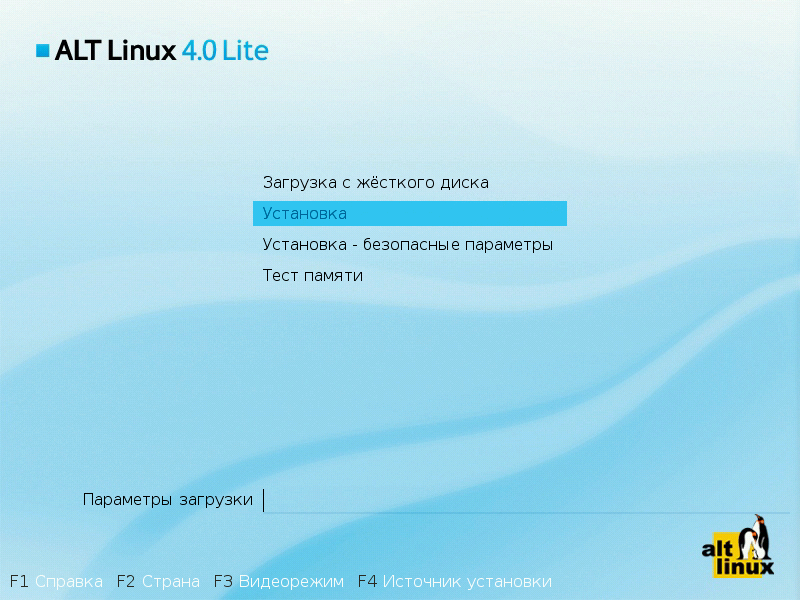 ALT Linux 4.0 Lite
Загрузка с жёсткого диска
Установка
Установка - безопасные параметры
Тест памяти
Параметры загрузки
alt
linux
F1 Справка F2 Страна F3 Видеорежим F4 Источник установки